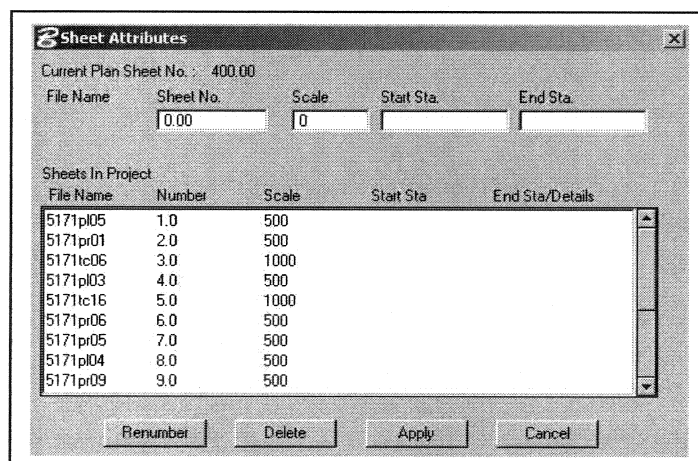 Sheet Attributes
Current Plan Sheet No. : 400.00
File Name Sheet No. Scale Start Sta. End Sta.
0.00 0
Sheets In Project
File Name Number Scale Start Sta End Sta/Details
5171pl05 1.0 500
5171pr01 2.0 500
5171tc06 3.0 1000
5171pl03 4.0 500
5171tc16 5.0 1000
5171pr06 6.0 500
5171pr05 7.0 500
5171pl04 8.0 500
5171pr09 9.0 500
Renumber Delete Apply Cancel